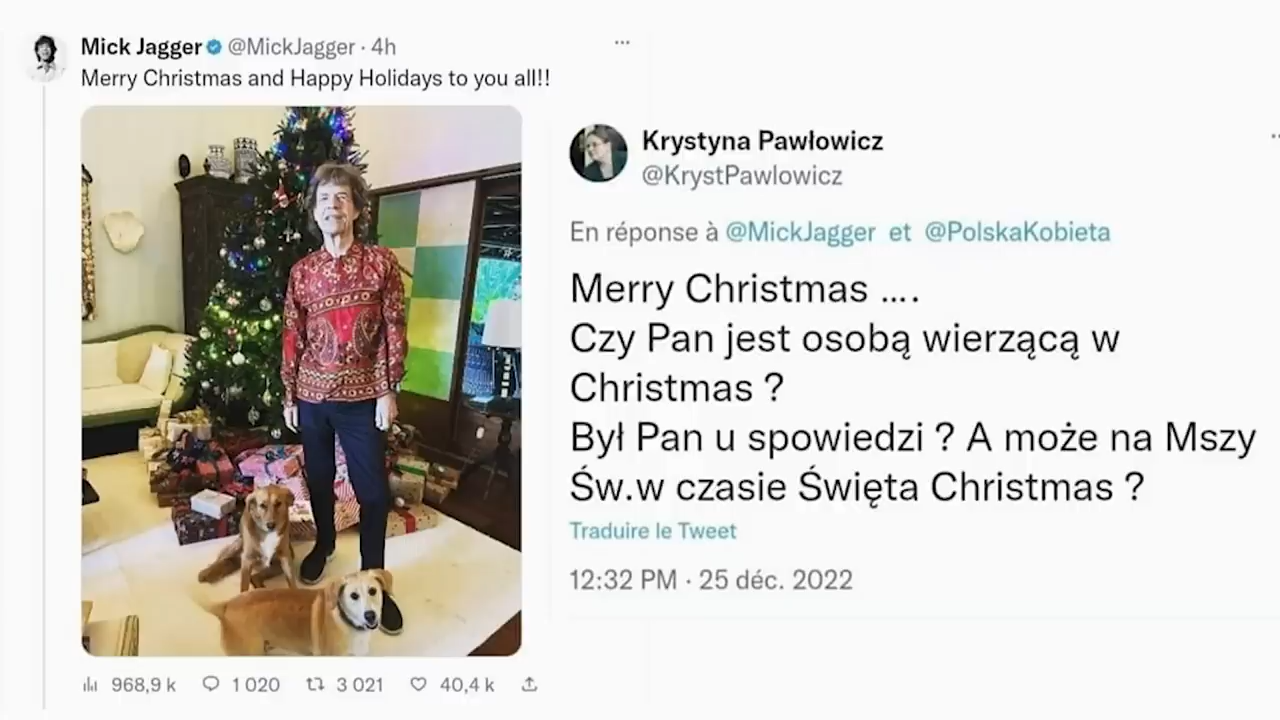 Mick Jagger @MickJagger · 4h
Merry Christmas and Happy Holidays to you all!!
968,9 k 1 020 3 021 40,4 k
Krystyna Pawłowicz
@KrystPawlowicz
En réponse à @MickJagger et @PolskaKobieta
Merry Christmas ....
Czy Pan jest osobą wierzącą w
Christmas ?
Był Pan u spowiedzi ? A może na Mszy
Św.w czasie Święta Christmas ?
Traduire le Tweet
12:32 PM · 25 déc. 2022